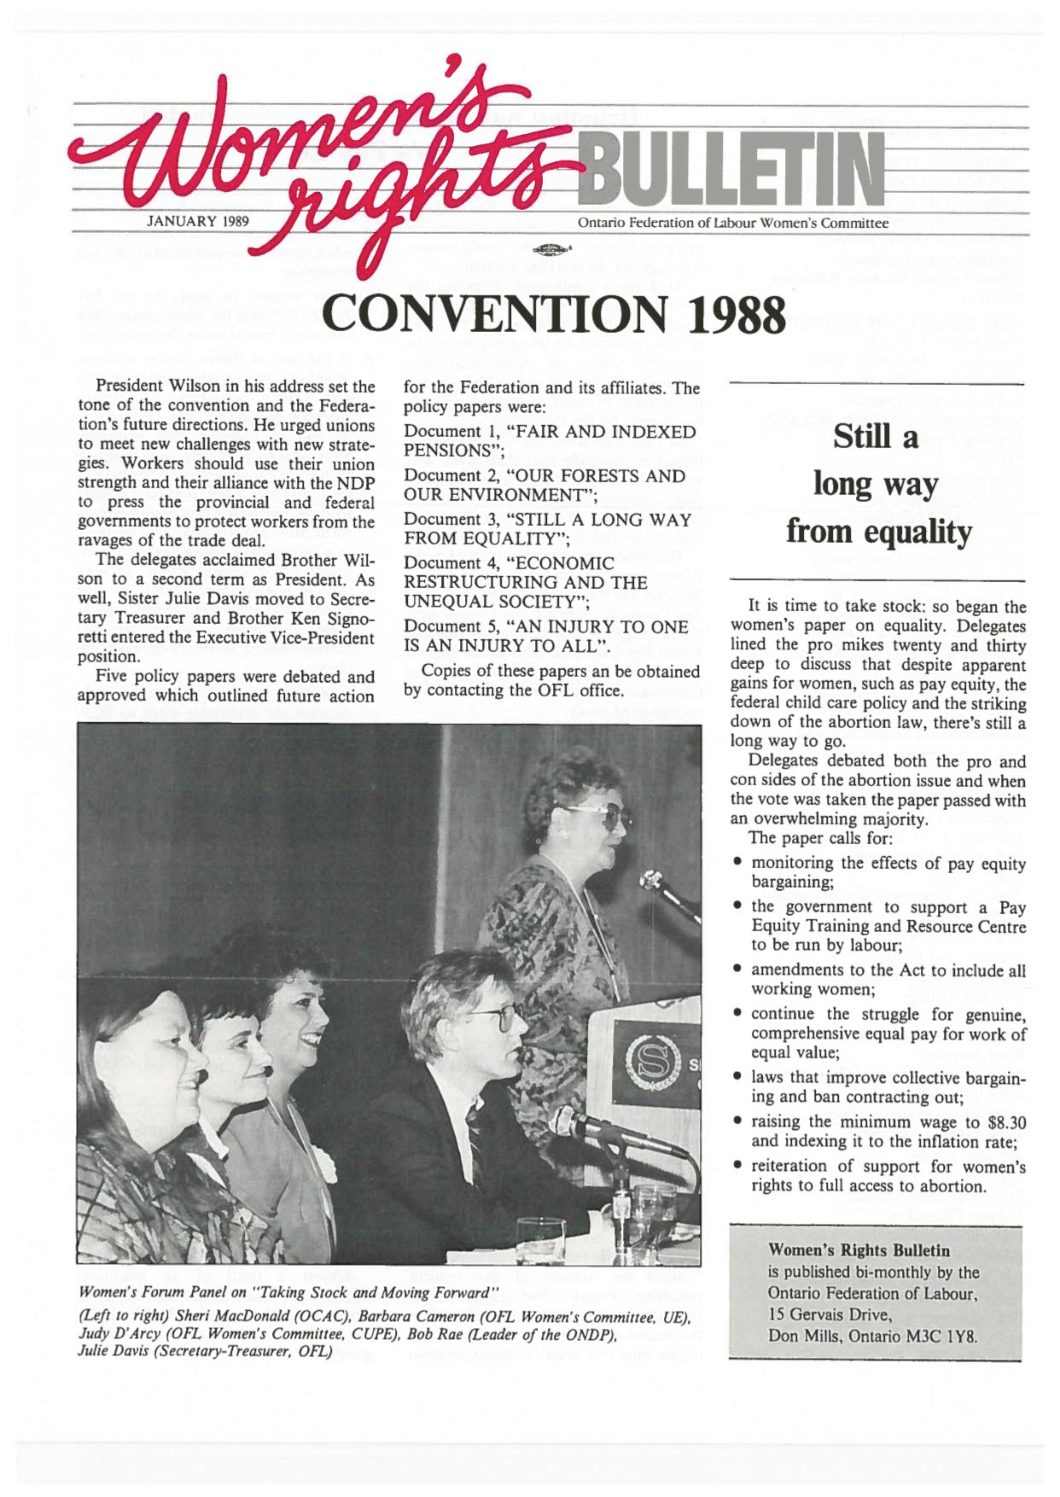 Women's
rights BULLETIN
JANUARY 1989
Ontario Federation of Labour Women's Committee
CONVENTION 1988
President Wilson in his address set the
tone of the convention and the Federa-
tion's future directions. He urged unions
to meet new challenges with new strate-
gies. Workers should use their union
strength and their alliance with the NDP
to press the provincial and federal
governments to protect workers from the
ravages of the trade deal.
The delegates acclaimed Brother Wil-
son to a second term as President. As
well, Sister Julie Davis moved to Secre-
tary Treasurer and Brother Ken Signo-
retti entered the Executive Vice-President
position.
Five policy papers were debated and
approved which outlined future action
for the Federation and its affiliates. The
policy papers were:
Document 1, "FAIR AND INDEXED
PENSIONS";
Document 2, "OUR FORESTS AND
OUR ENVIRONMENT";
Document 3, "STILL A LONG WAY
FROM EQUALITY";
Document 4, "ECONOMIC
RESTRUCTURING AND THE
UNEQUAL SOCIETY";
Document 5, "AN INJURY TO ONE
IS AN INJURY TO ALL".
Copies of these papers an be obtained
by contacting the OFL office.
S
Women's Forum Panel on "Taking Stock and Moving Forward"
(Left to right) Sheri MacDonald (OCAC), Barbara Cameron (OFL Women's Committee, UE),
Judy D'Arcy (OFL Women's Committee, CUPE), Bob Rae (Leader of the ONDP),
Julie Davis (Secretary-Treasurer, OFL)
Still a
long way
from equality
It is time to take stock: so began the
women's paper on equality. Delegates
lined the pro mikes twenty and thirty
deep to discuss that despite apparent
gains for women, such as pay equity, the
federal child care policy and the striking
down of the abortion law, there's still a
long way to go.
Delegates debated both the pro and
con sides of the abortion issue and when
the vote was taken the paper passed with
an overwhelming majority.
The paper calls for:
• monitoring the effects of pay equity
bargaining;
• the government to support a Pay
Equity Training and Resource Centre
to be run by labour;
• amendments to the Act to include all
working women;
• continue the struggle for genuine,
comprehensive equal pay for work of
equal value;
• laws that improve collective bargain-
ing and ban contracting out;
• raising the minimum wage to $8.30
and indexing it to the inflation rate;
• reiteration of support for women's
rights to full access to abortion.
Women's Rights Bulletin
is published bi-monthly by the
Ontario Federation of Labour,
15 Gervais Drive,
Don Mills, Ontario M3C 1Y8.